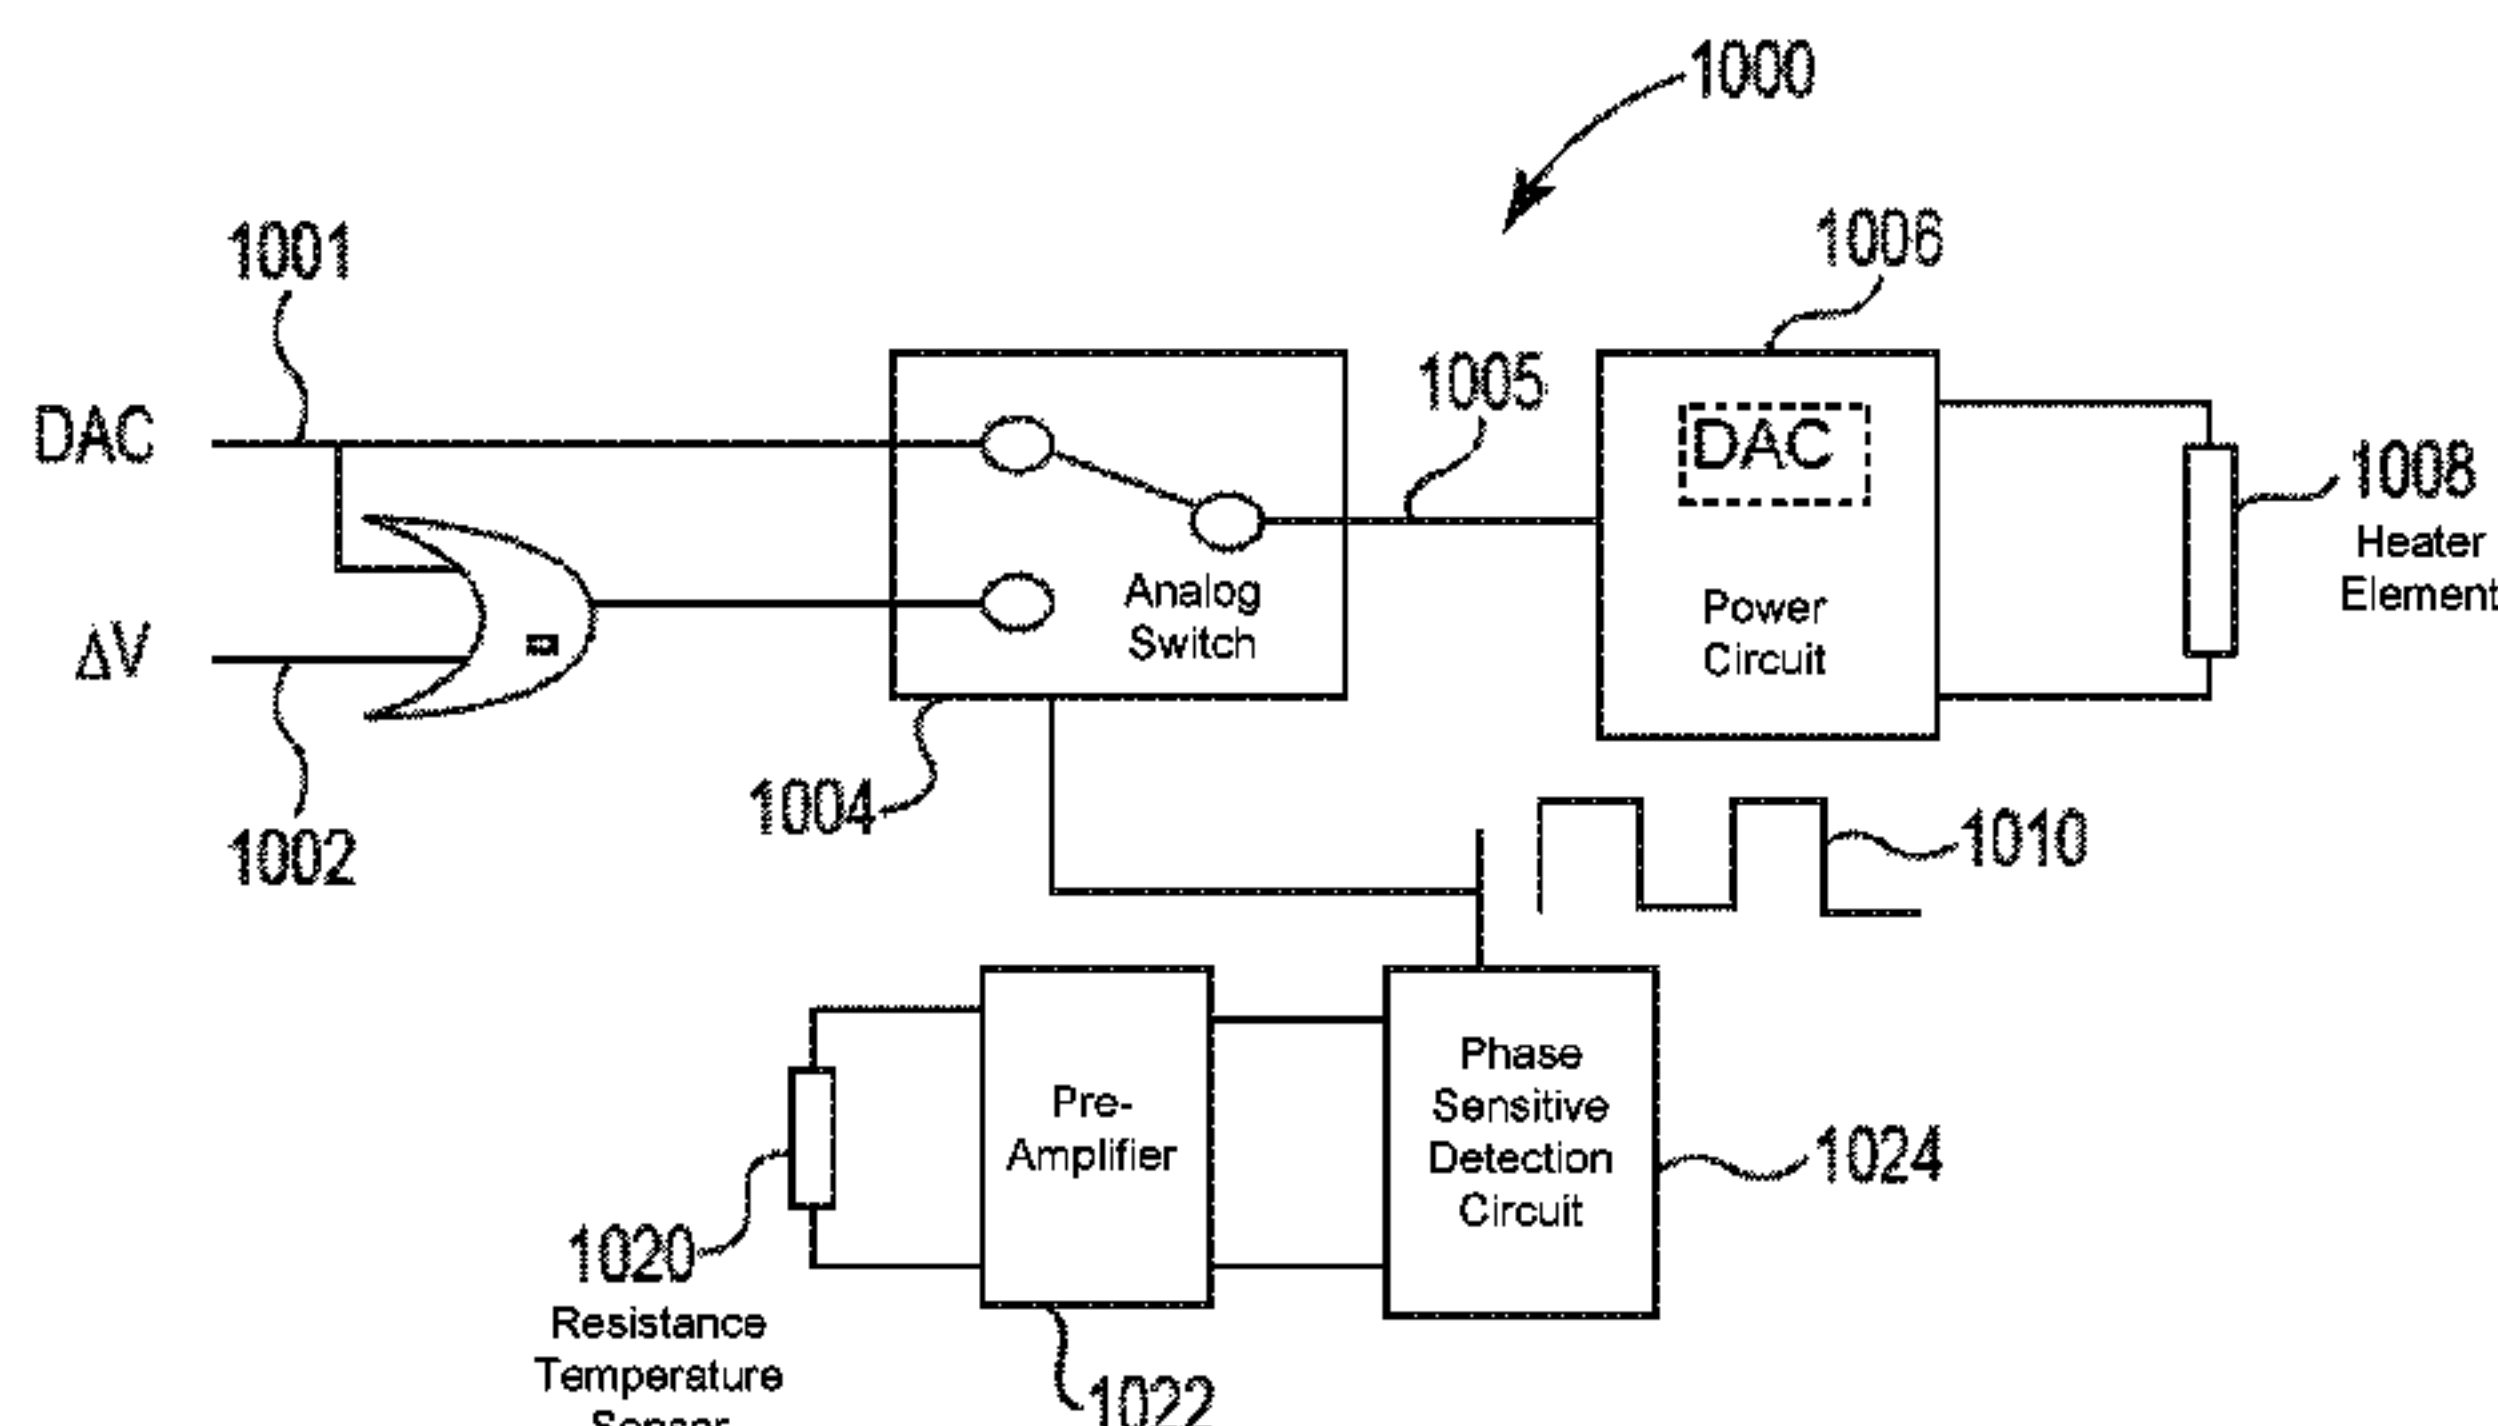 1000
1001
1006
1005
DAC
DAC
1008
Heater
Element
Analog
Switch
Power
Circuit
ΔV
1004
1002
1010
Phase
Sensitive
Detection
Circuit
Pre-
Amplifier
1024
1020
Resistance
Temperature
Sensor
1022